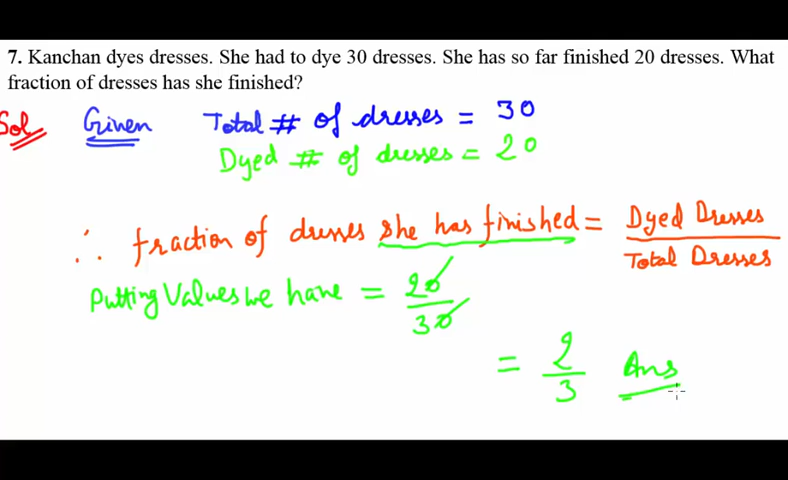 7. Kanchan dyes dresses. She had to dye 30 dresses. She has so far finished 20 dresses. What
fraction of dresses has she finished?
Sol Given Total # of dresses = 30
Dyed # of dresses = 20
∴ fraction of dresses she has finished = Dyed Dresses / Total Dresses
Putting Values we have = 20 / 30
= 2 / 3 Ans